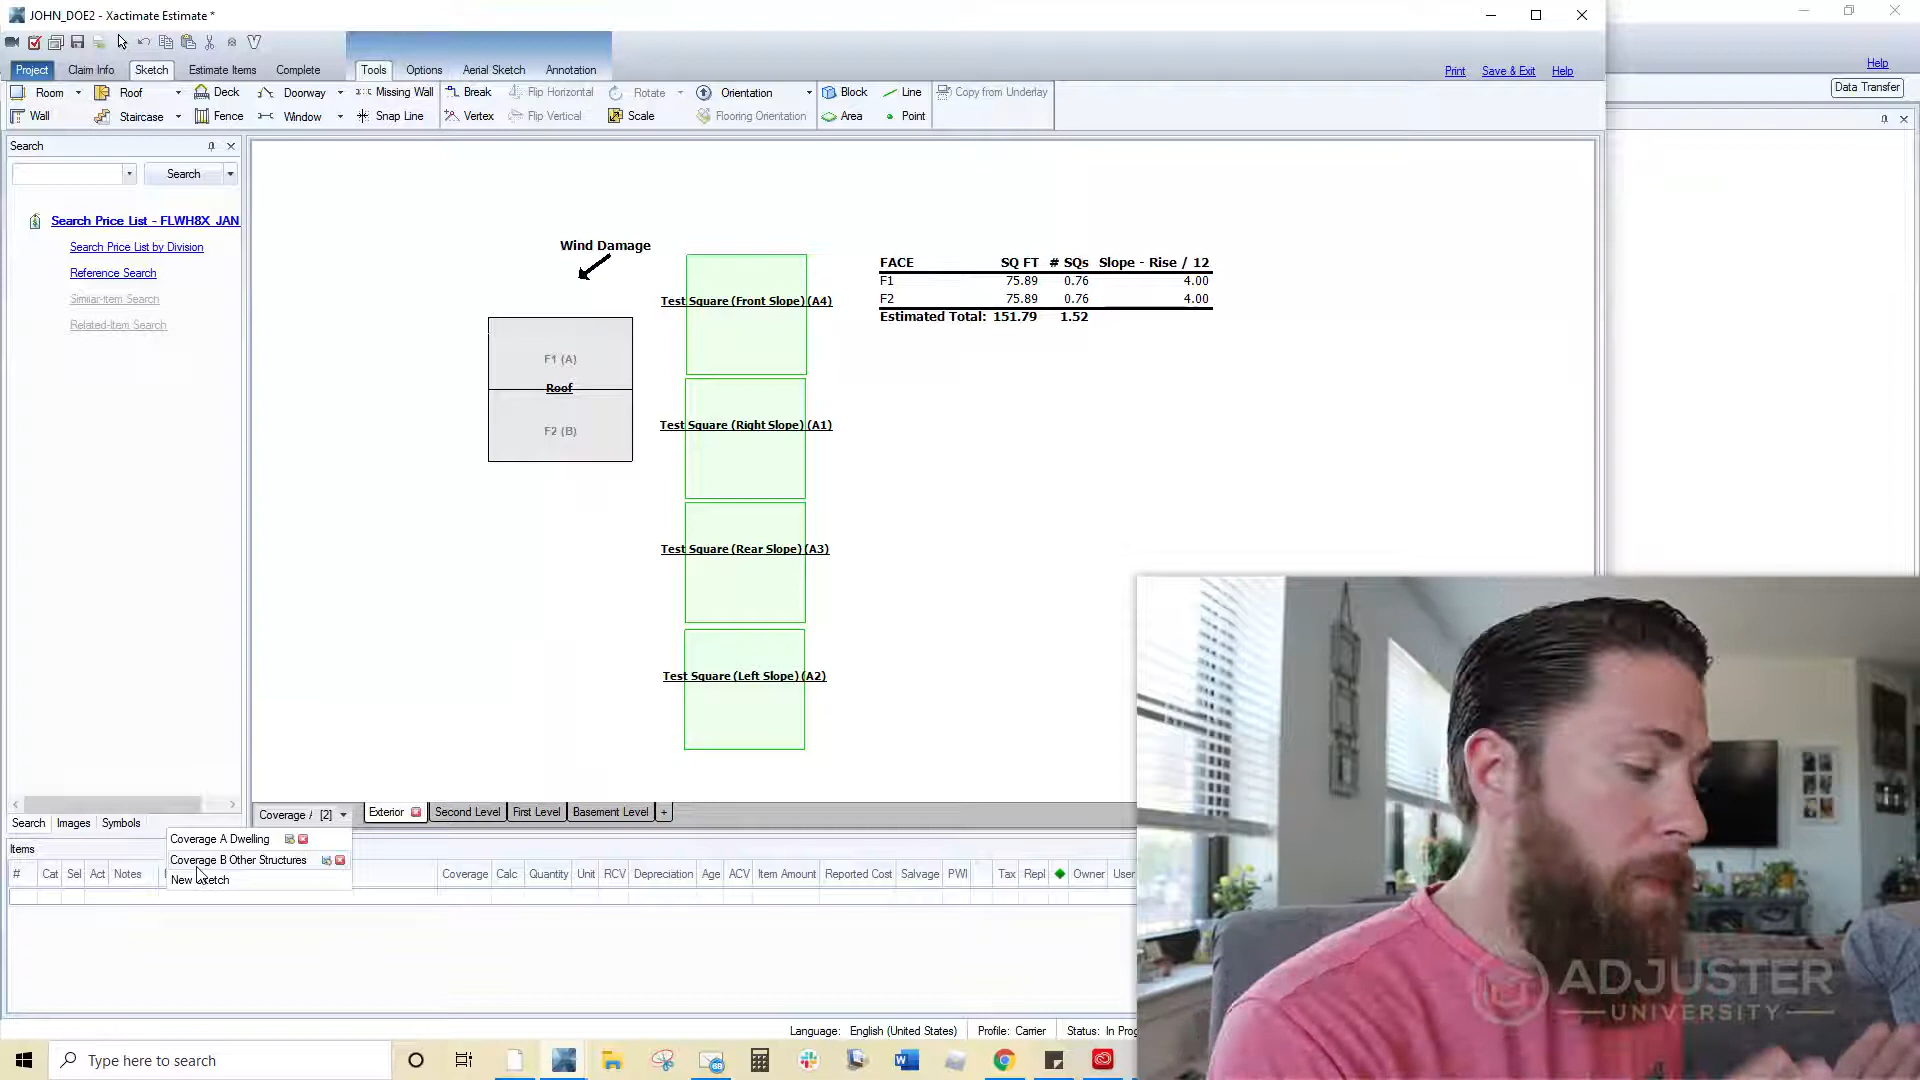 JOHN_DOE2 - Xactimate Estimate *
Project Claim Info Sketch Estimate Items Complete Tools Options Aerial Sketch Annotation
Print Save & Exit Help
Help
Data Transfer
Room Roof Deck Doorway Missing Wall Break Flip Horizontal Rotate Orientation Block Line Copy from Underlay
Wall Staircase Fence Window Snap Line Vertex Flip Vertical Scale Flooring Orientation Area Point
Search
Search
Search Price List - FLWH8X_JAN
Search Price List by Division
Reference Search
Similar-Item Search
Related-Item Search
Wind Damage
F1 (A)
Roof
F2 (B)
Test Square (Front Slope) (A4)
Test Square (Right Slope) (A1)
Test Square (Rear Slope) (A3)
Test Square (Left Slope) (A2)
FACE SQ FT # SQs Slope - Rise / 12
F1 75.89 0.76 4.00
F2 75.89 0.76 4.00
Estimated Total: 151.79 1.52
Coverage [2] Exterior Second Level First Level Basement Level +
Search Images Symbols
Coverage A Dwelling
Coverage B Other Structures
New
Items
# Cat Sel Act Notes Coverage Calc Quantity Unit RCV Depreciation Age ACV Item Amount Reported Cost Salvage PWI Tax Repl Owner User
Language: English (United States) Profile: Carrier Status: In Prog
ADJUSTER
UNIVERSITY
Type here to search
68